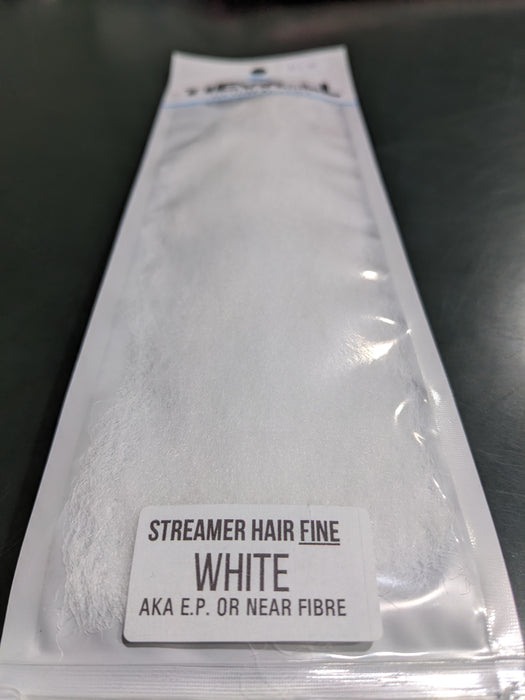 STREAMER HAIR FINE
WHITE
AKA E.P. OR NEAR FIBRE